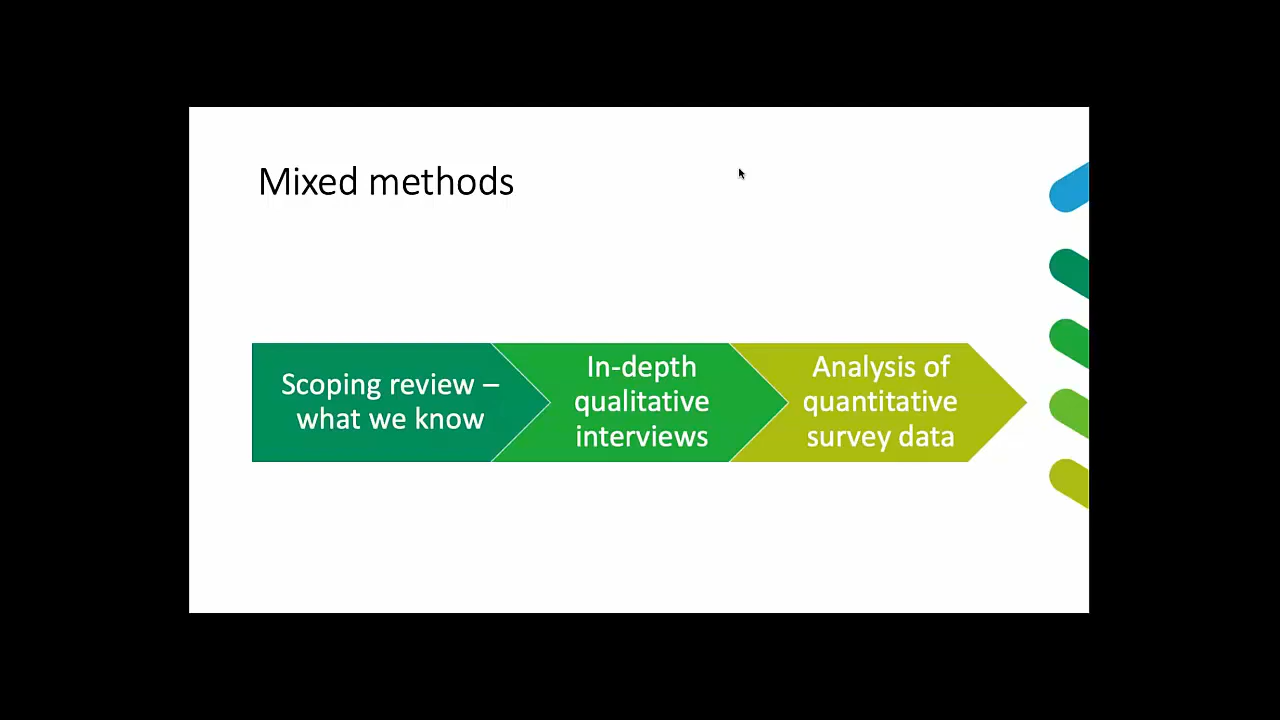 Mixed methods
Scoping review –
what we know
In-depth
qualitative
interviews
Analysis of
quantitative
survey data